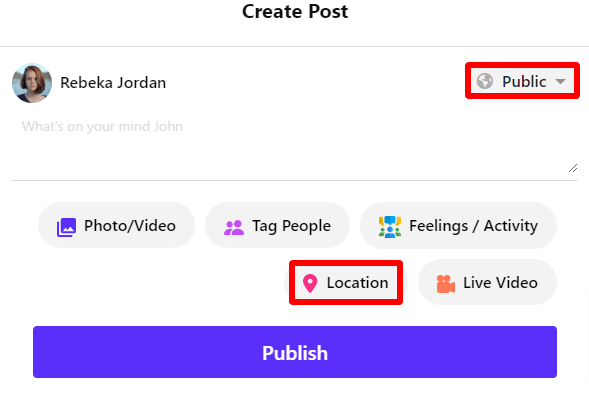 Create Post
Rebeka Jordan
Public
What's on your mind John
Photo/Video
Tag People
Feelings / Activity
Location
Live Video
Publish